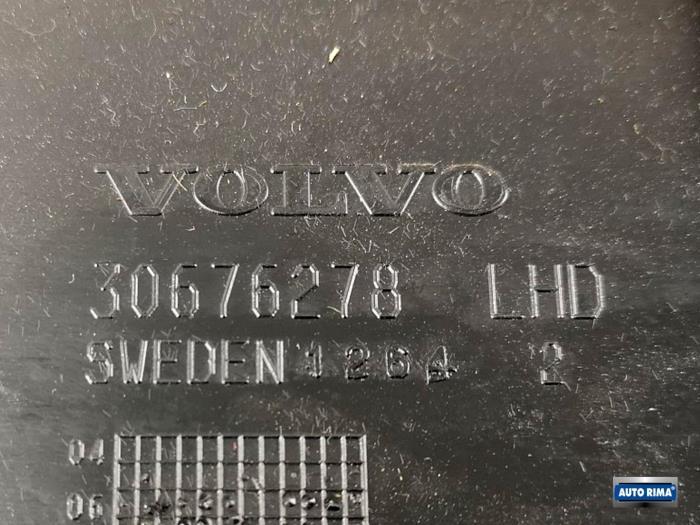 VOLVO
30676278 LHD
SWEDEN 1264 2
04
06
AUTO RIMA